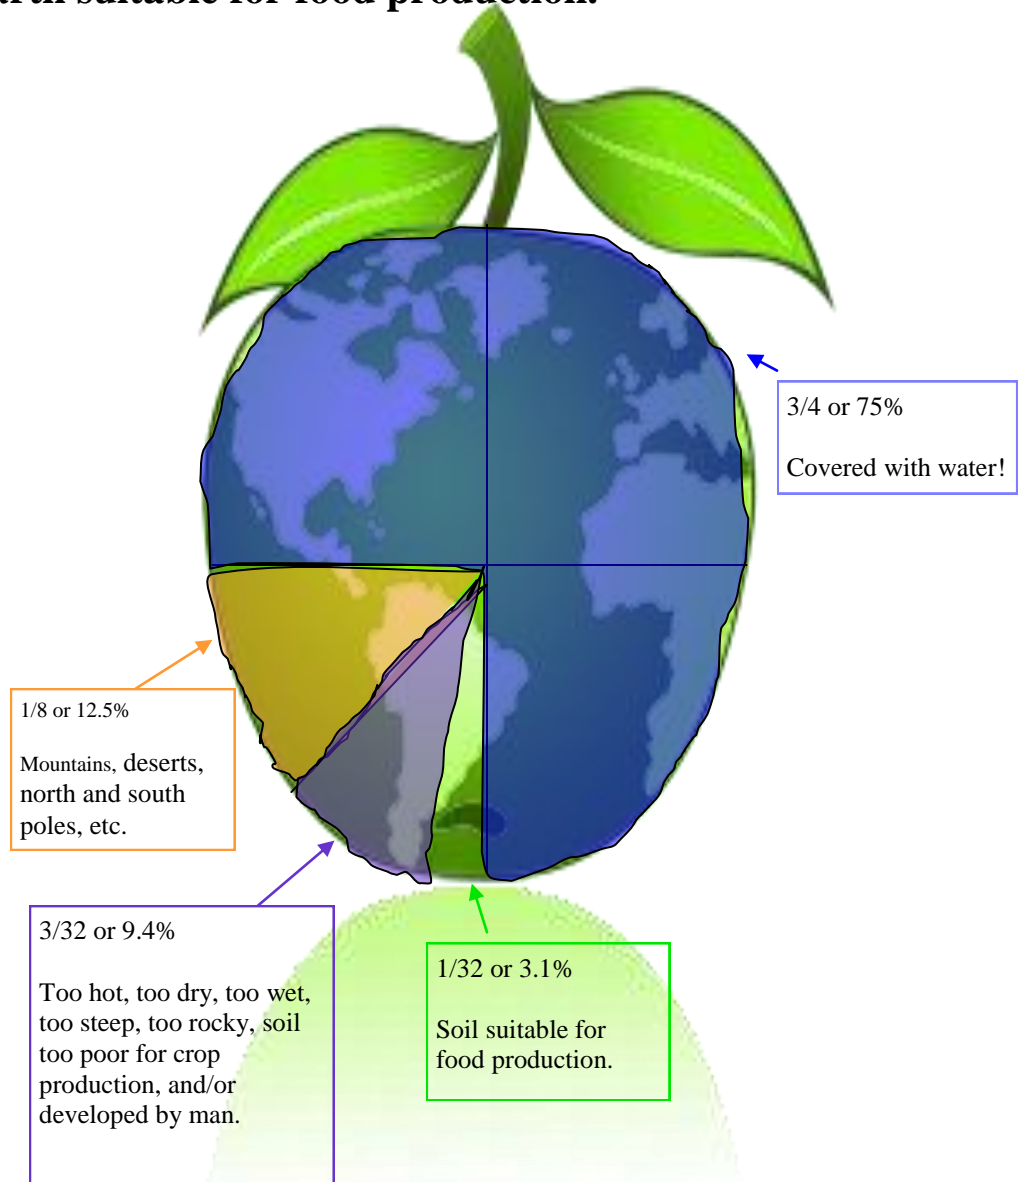 suitable for food production.
3/4 or 75%
Covered with water!
1/8 or 12.5%
Mountains, deserts,
north and south
poles, etc.
3/32 or 9.4%
Too hot, too dry, too wet,
too steep, too rocky, soil
too poor for crop
production, and/or
developed by man.
1/32 or 3.1%
Soil suitable for
food production.